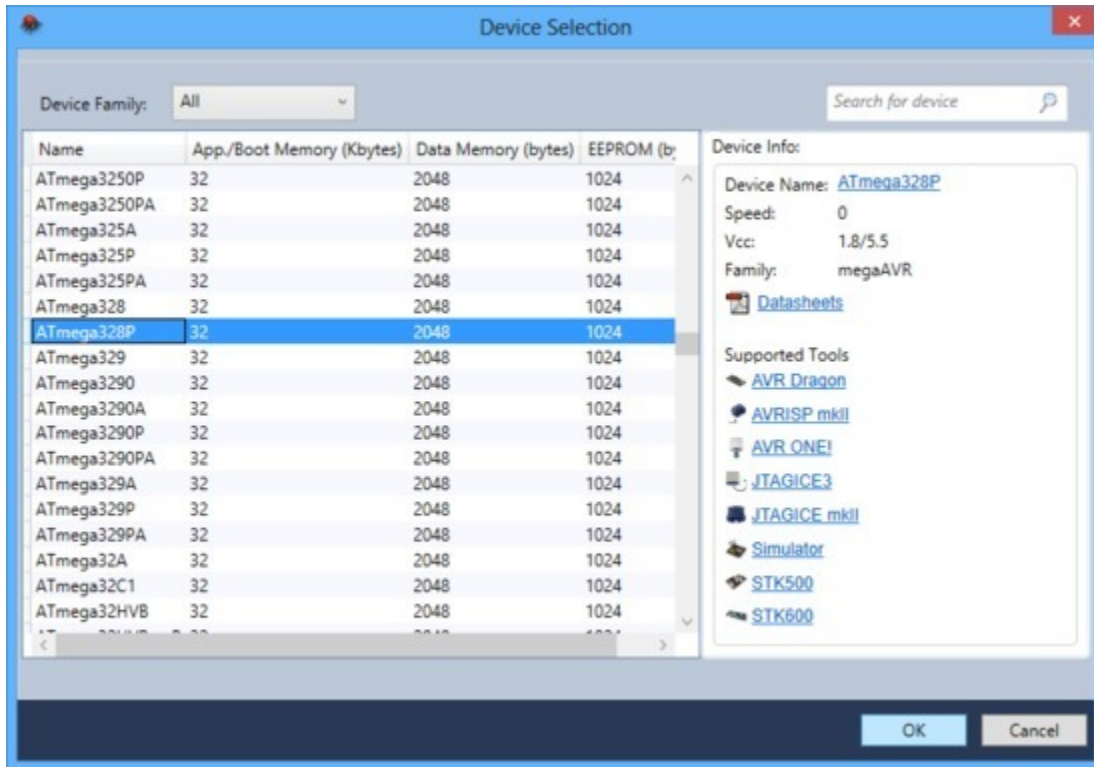 Device Selection
Device Family: All
Search for device
Name App./Boot Memory (Kbytes) Data Memory (bytes) EEPROM (by
ATmega3250P 32 2048 1024
ATmega3250PA 32 2048 1024
ATmega325A 32 2048 1024
ATmega325P 32 2048 1024
ATmega325PA 32 2048 1024
ATmega328 32 2048 1024
ATmega328P 32 2048 1024
ATmega329 32 2048 1024
ATmega3290 32 2048 1024
ATmega3290A 32 2048 1024
ATmega3290P 32 2048 1024
ATmega3290PA 32 2048 1024
ATmega329A 32 2048 1024
ATmega329P 32 2048 1024
ATmega329PA 32 2048 1024
ATmega32A 32 2048 1024
ATmega32C1 32 2048 1024
ATmega32HVB 32 2048 1024
Device Info:
Device Name: ATmega328P
Speed: 0
Vcc: 1.8/5.5
Family: megaAVR
Datasheets
Supported Tools
AVR Dragon
AVRISP mkII
AVR ONE!
JTAGICE3
JTAGICE mkII
Simulator
STK500
STK600
OK Cancel